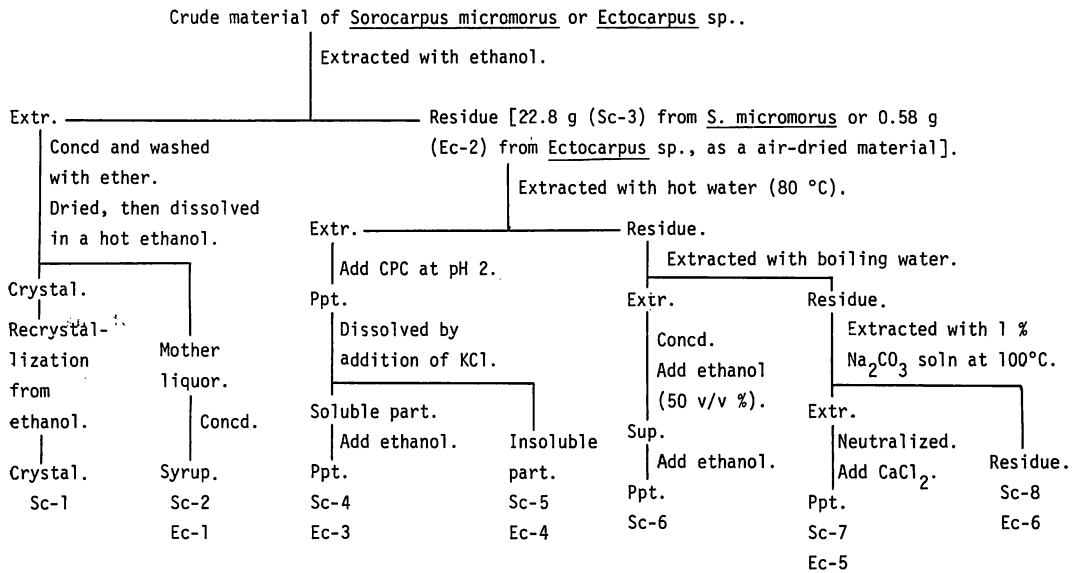 Crude material of Sorocarpus micromorus or Ectocarpus sp..
Extracted with ethanol.
Extr.
Residue [22.8 g (Sc-3) from S. micromorus or 0.58 g
(Ec-2) from Ectocarpus sp., as a air-dried material].
Concd and washed
with ether.
Dried, then dissolved
in a hot ethanol.
Extracted with hot water (80 °C).
Extr.
Residue.
Add CPC at pH 2.
Extracted with boiling water.
Crystal.
Ppt.
Extr.
Residue.
Recrystal-
lization
from
ethanol.
Mother
liquor.
Dissolved by
addition of KCl.
Concd.
Add ethanol
(50 v/v %).
Extracted with 1 %
Na2CO3 soln at 100°C.
Concd.
Soluble part.
Add ethanol.
Insoluble
part.
Sup.
Add ethanol.
Extr.
Neutralized.
Add CaCl2.
Residue.
Sc-8
Ec-6
Crystal.
Sc-1
Syrup.
Sc-2
Ec-1
Ppt.
Sc-4
Ec-3
Sc-5
Ec-4
Ppt.
Sc-6
Ppt.
Sc-7
Ec-5